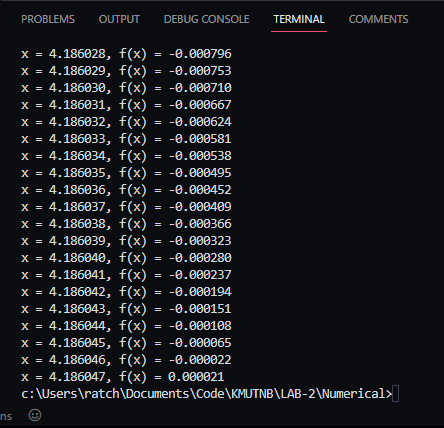 PROBLEMS OUTPUT DEBUG CONSOLE TERMINAL COMMENTS
x = 4.186028, f(x) = -0.000796
x = 4.186029, f(x) = -0.000753
x = 4.186030, f(x) = -0.000710
x = 4.186031, f(x) = -0.000667
x = 4.186032, f(x) = -0.000624
x = 4.186033, f(x) = -0.000581
x = 4.186034, f(x) = -0.000538
x = 4.186035, f(x) = -0.000495
x = 4.186036, f(x) = -0.000452
x = 4.186037, f(x) = -0.000409
x = 4.186038, f(x) = -0.000366
x = 4.186039, f(x) = -0.000323
x = 4.186040, f(x) = -0.000280
x = 4.186041, f(x) = -0.000237
x = 4.186042, f(x) = -0.000194
x = 4.186043, f(x) = -0.000151
x = 4.186044, f(x) = -0.000108
x = 4.186045, f(x) = -0.000065
x = 4.186046, f(x) = -0.000022
x = 4.186047, f(x) = 0.000021
c:\Users\ratch\Documents\Code\KMUTNB\LAB-2\Numerical>
ns